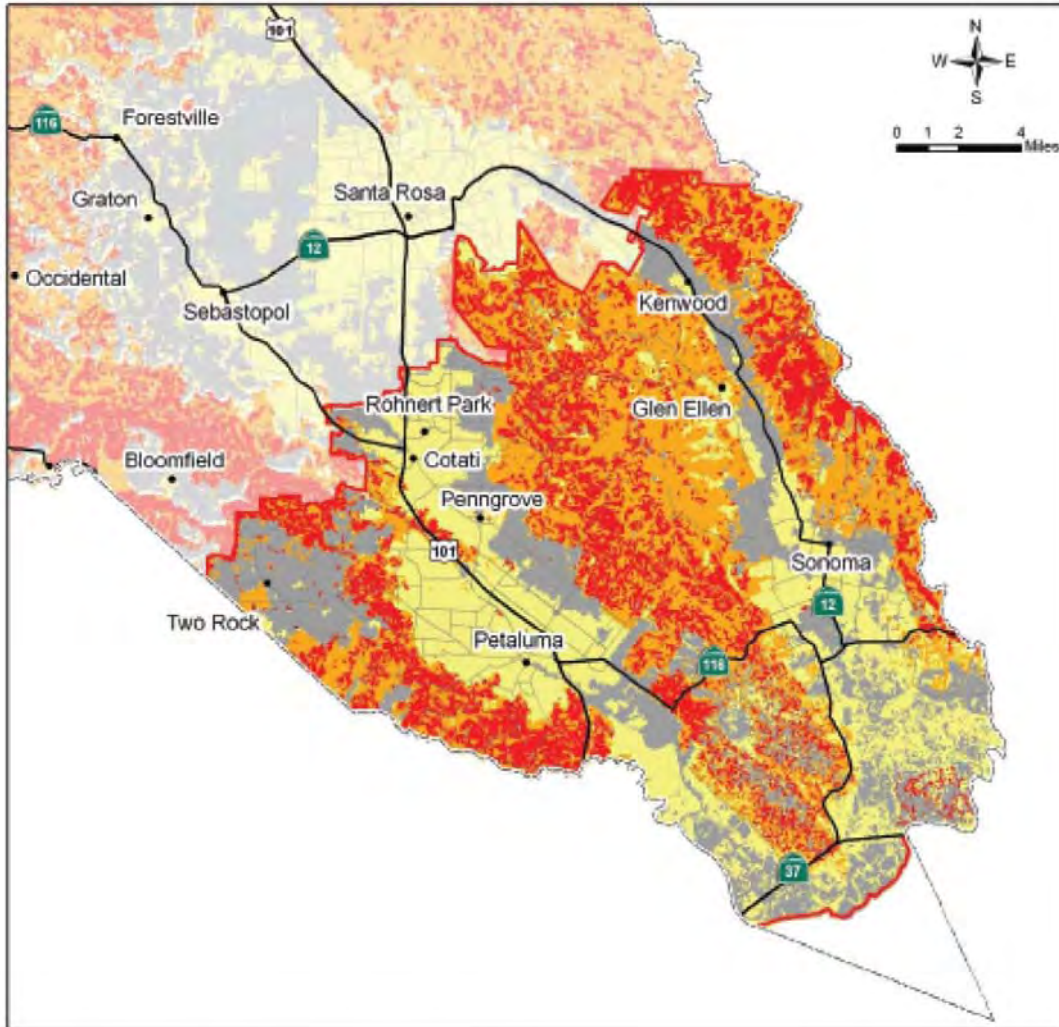 101
N
W E
S
116
Forestville
0 1 2 4
Miles
Graton
Santa Rosa
12
Occidental
Sebastopol
Kenwood
Rohnert Park
Glen Ellen
Bloomfield
Cotati
Penngrove
101
Sonoma
Two Rock
12
Petaluma
116
37